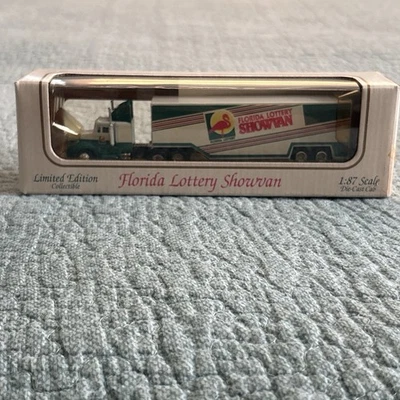 FLORIDA LOTTERY
SHOWVAN
Limited Edition
Collectible
Florida Lottery Showvan
1:87 Scale
Die Cast Car